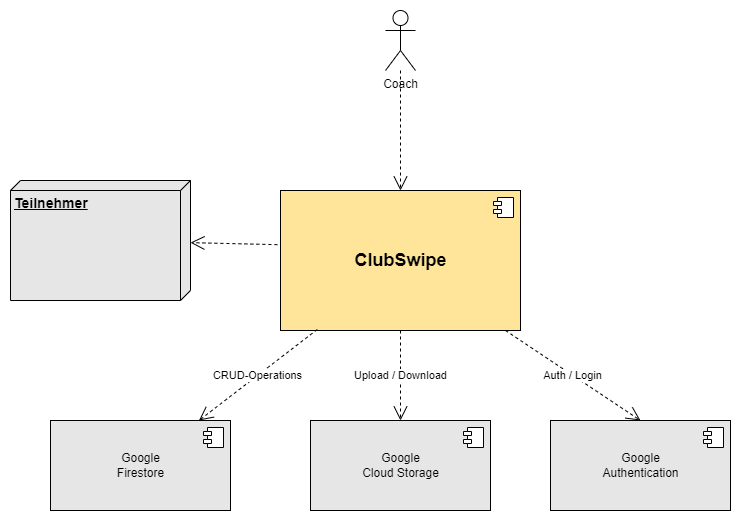 Coach
Teilnehmer
ClubSwipe
CRUD-Operations
Upload / Download
Auth / Login
Google
Firestore
Google
Cloud Storage
Google
Authentication